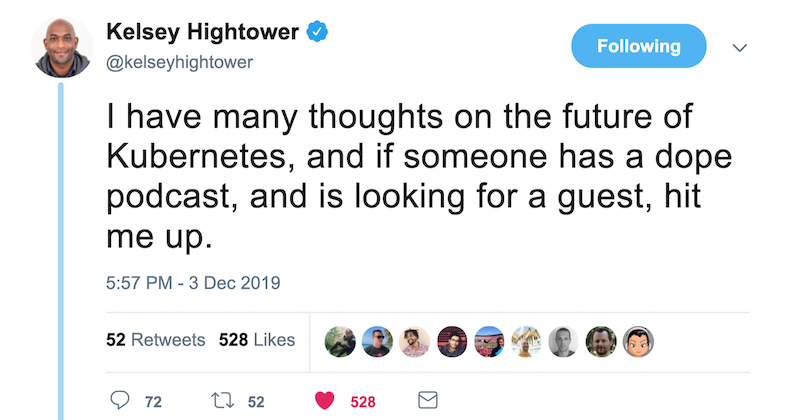 Kelsey Hightower
Following
@kelseyhightower
I have many thoughts on the future of
Kubernetes, and if someone has a dope
podcast, and is looking for a guest, hit
me up.
5:57 PM - 3 Dec 2019
52 Retweets 528 Likes
72 52 528